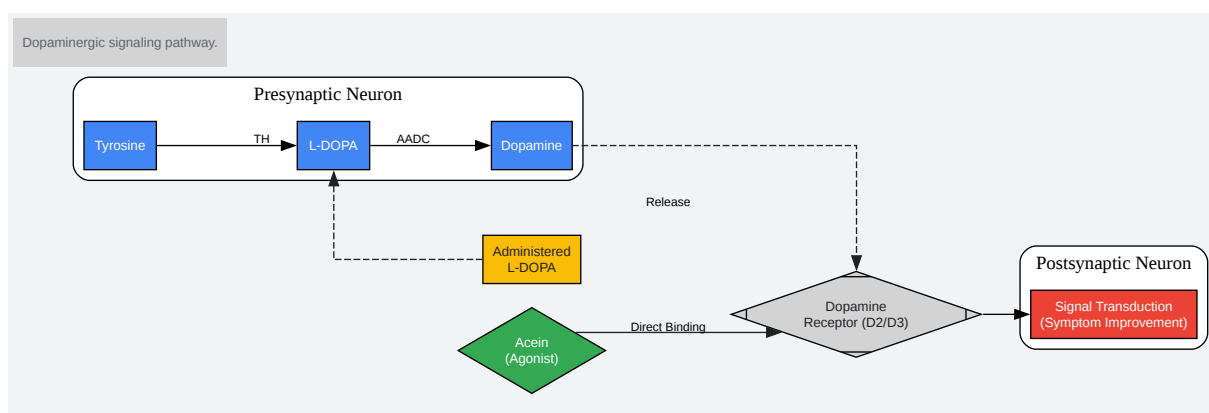 Dopaminergic signaling pathway.
Presynaptic Neuron
Tyrosine
TH
L-DOPA
AADC
Dopamine
Release
Administered
L-DOPA
Acein
(Agonist)
Direct Binding
Dopamine
Receptor (D2/D3)
Postsynaptic Neuron
Signal Transduction
(Symptom Improvement)